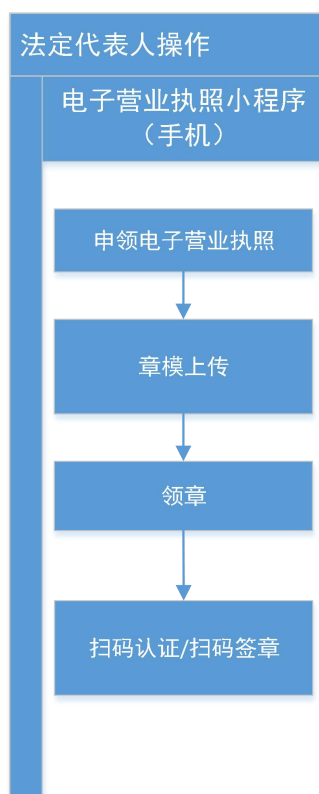 法定代表人操作
电子营业执照小程序
（手机）
申领电子营业执照
章模上传
领章
扫码认证/扫码签章